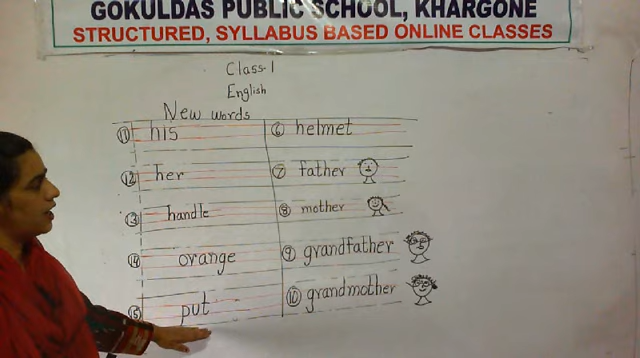 GOKULDAS PUBLIC SCHOOL, KHARGONE
STRUCTURED, SYLLABUS BASED ONLINE CLASSES
Class-1
English
New words
⑪ his
⑫ her
⑬ handle
⑭ orange
⑮ put
⑥ helmet
⑦ father
⑧ mother
⑨ grandfather
⑩ grandmother